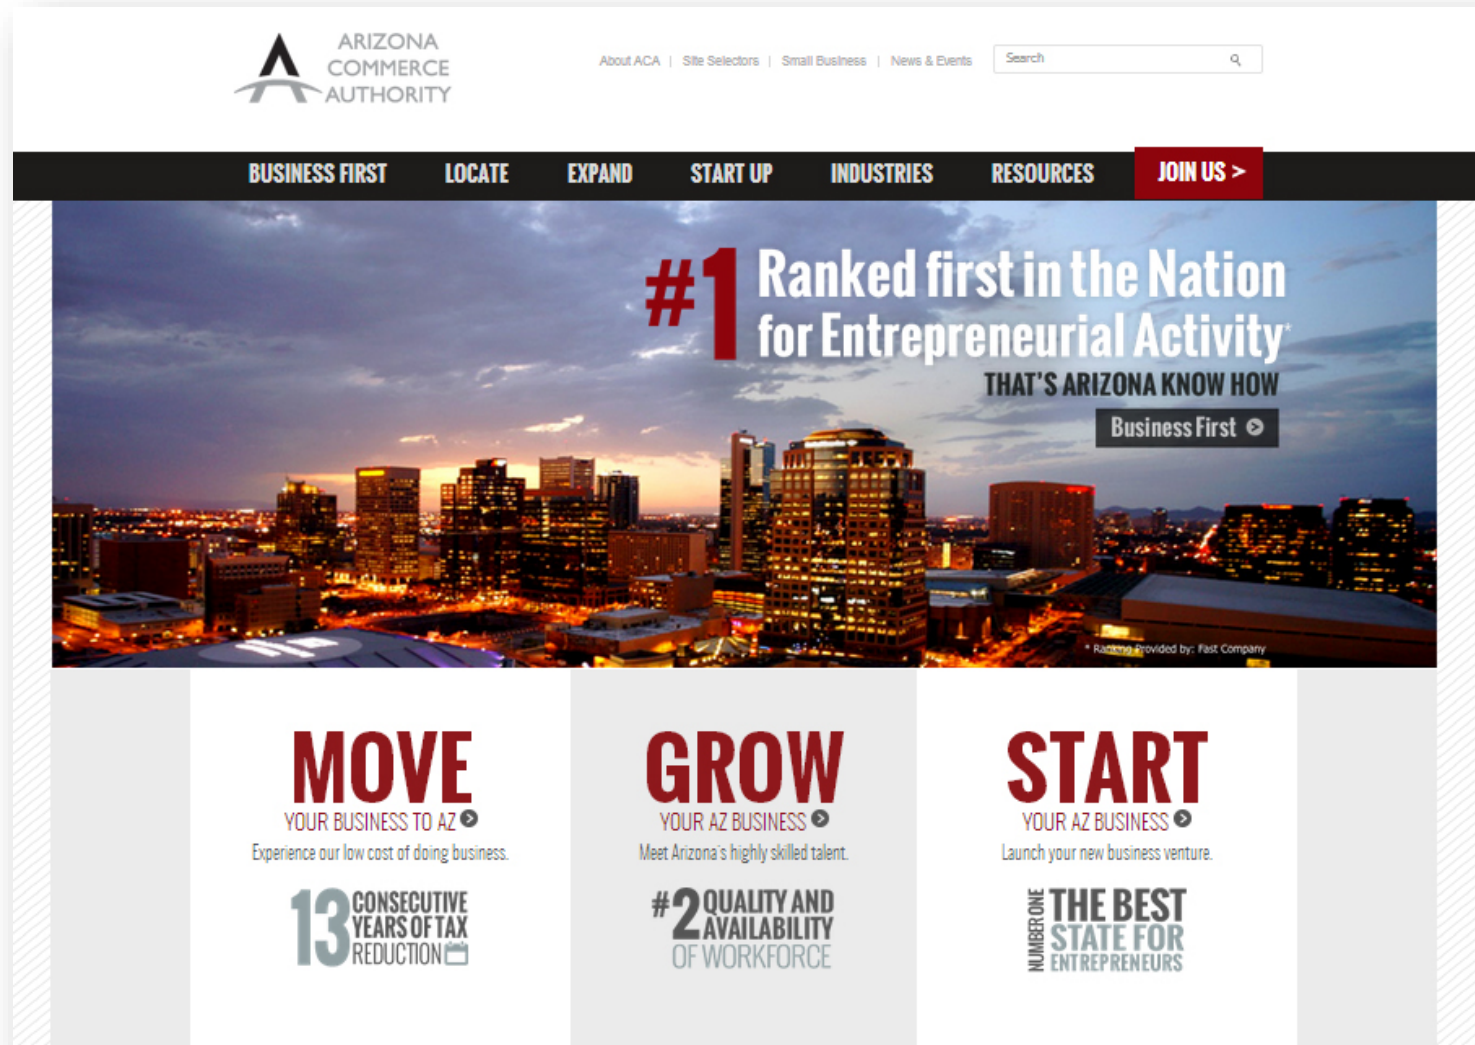 ARIZONA
COMMERCE
AUTHORITY
About ACA | Site Selectors | Small Business | News & Events
Search
BUSINESS FIRST LOCATE EXPAND START UP INDUSTRIES RESOURCES JOIN US >
#1 Ranked first in the Nation
for Entrepreneurial Activity*
THAT'S ARIZONA KNOW HOW
Business First
* Ranking Provided by: Fast Company
MOVE
YOUR BUSINESS TO AZ
Experience our low cost of doing business.
13 CONSECUTIVE
YEARS OF TAX
REDUCTION
GROW
YOUR AZ BUSINESS
Meet Arizona's highly skilled talent.
#2 QUALITY AND
AVAILABILITY
OF WORKFORCE
START
YOUR AZ BUSINESS
Launch your new business venture.
NUMBER ONE
THE BEST
STATE FOR
ENTREPRENEURS